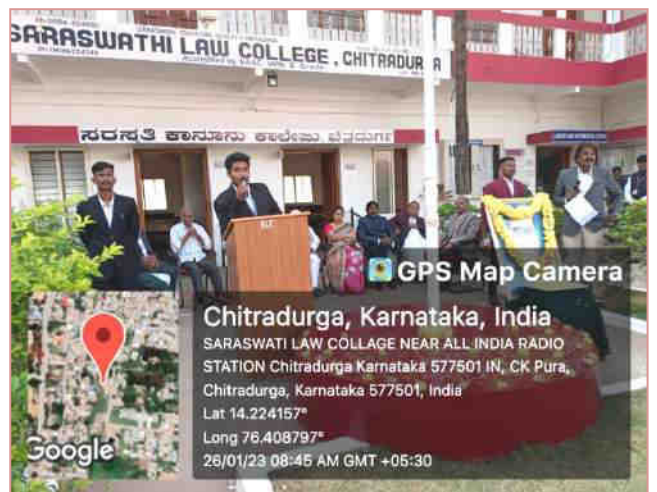 SARASWATHI LAW COLLEGE, CHITRADURGA
ಸರಸ್ವತಿ ಕಾನೂನು ಕಾಲೇಜು, ಚಿತ್ರದುರ್ಗ
GPS Map Camera
Chitradurga, Karnataka, India
SARASWATI LAW COLLAGE NEAR ALL INDIA RADIO
STATION Chitradurga Karnataka 577501 IN, CK Pura,
Chitradurga, Karnataka 577501, India
Lat 14.224157°
Long 76.408797°
26/01/23 08:45 AM GMT +05:30
Google